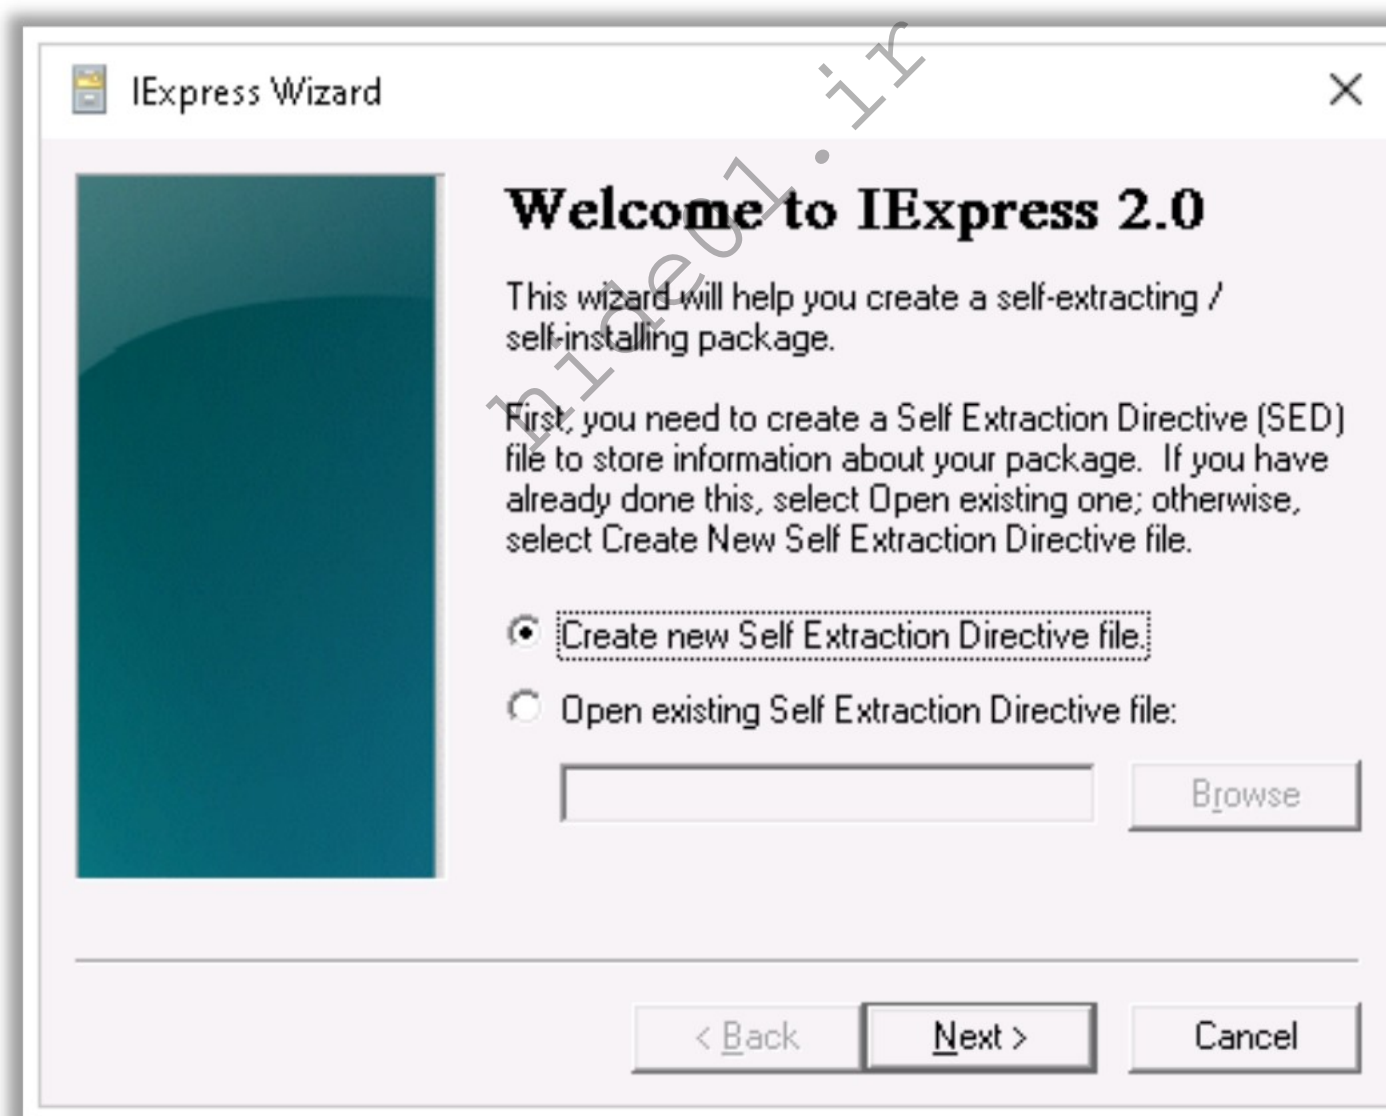 IExpress Wizard
Welcome to IExpress 2.0
This wizard will help you create a self-extracting /
self-installing package.
First, you need to create a Self Extraction Directive (SED)
file to store information about your package.  If you have
already done this, select Open existing one; otherwise,
select Create New Self Extraction Directive file.
Create new Self Extraction Directive file.
Open existing Self Extraction Directive file:
Browse
< Back
Next >
Cancel
hide01.ir